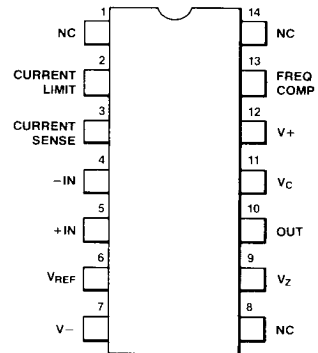 1 14
NC NC
2 13
CURRENT LIMIT FREQ COMP
3 12
CURRENT SENSE V+
4 11
-IN VC
5 10
+IN OUT
6 9
VREF VZ
7 8
V- NC